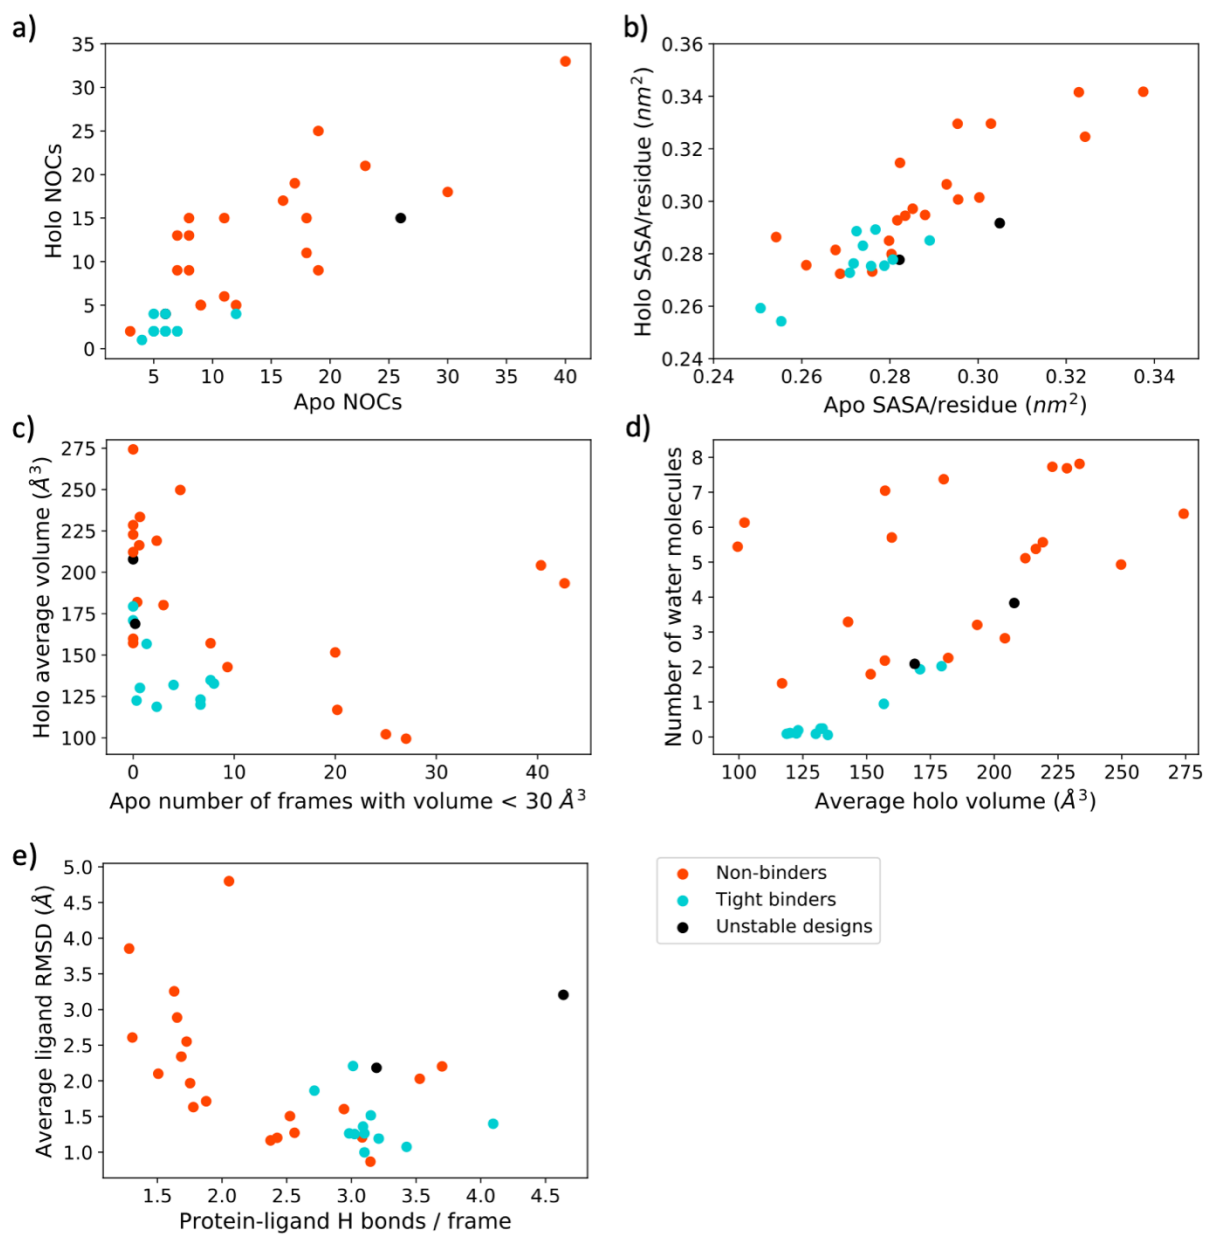 a)
35
30
25
20
15
10
5
0
Holo NOCs
5 10 15 20 25 30 35 40
Apo NOCs
b)
0.36
0.34
0.32
0.30
0.28
0.26
0.24
Holo SASA/residue (nm²)
0.24 0.26 0.28 0.30 0.32 0.34
Apo SASA/residue (nm²)
c)
275
250
225
200
175
150
125
100
Holo average volume (Å³)
0 10 20 30 40
Apo number of frames with volume < 30 Å³
d)
8
7
6
5
4
3
2
1
0
Number of water molecules
100 125 150 175 200 225 250 275
Average holo volume (Å³)
e)
5.0
4.5
4.0
3.5
3.0
2.5
2.0
1.5
1.0
Average ligand RMSD (Å)
1.5 2.0 2.5 3.0 3.5 4.0 4.5
Protein-ligand H bonds / frame
Non-binders
Tight binders
Unstable designs